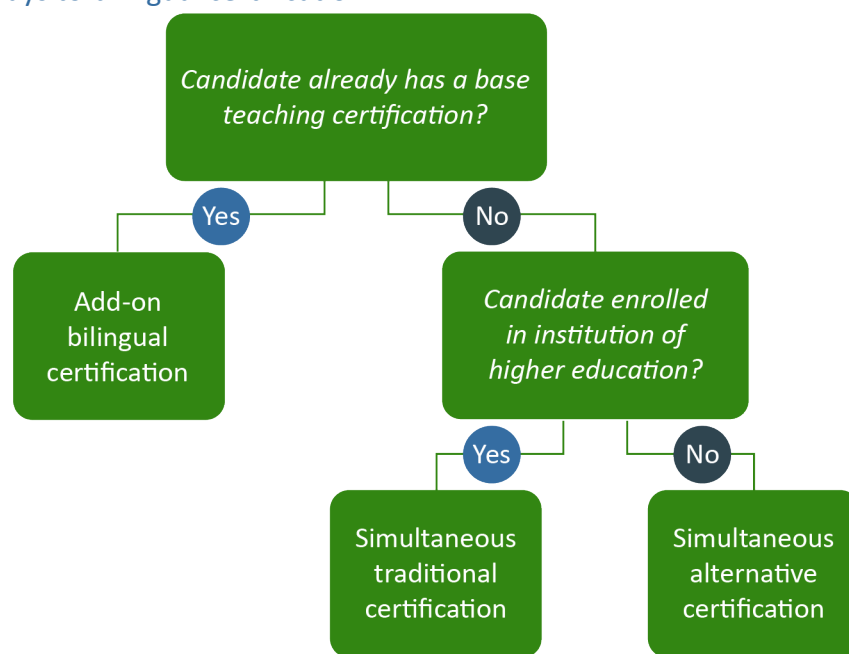 Candidate already has a base
teaching certification?
Yes
No
Add-on
bilingual
certification
Candidate enrolled
in institution of
higher education?
Yes
No
Simultaneous
traditional
certification
Simultaneous
alternative
certification